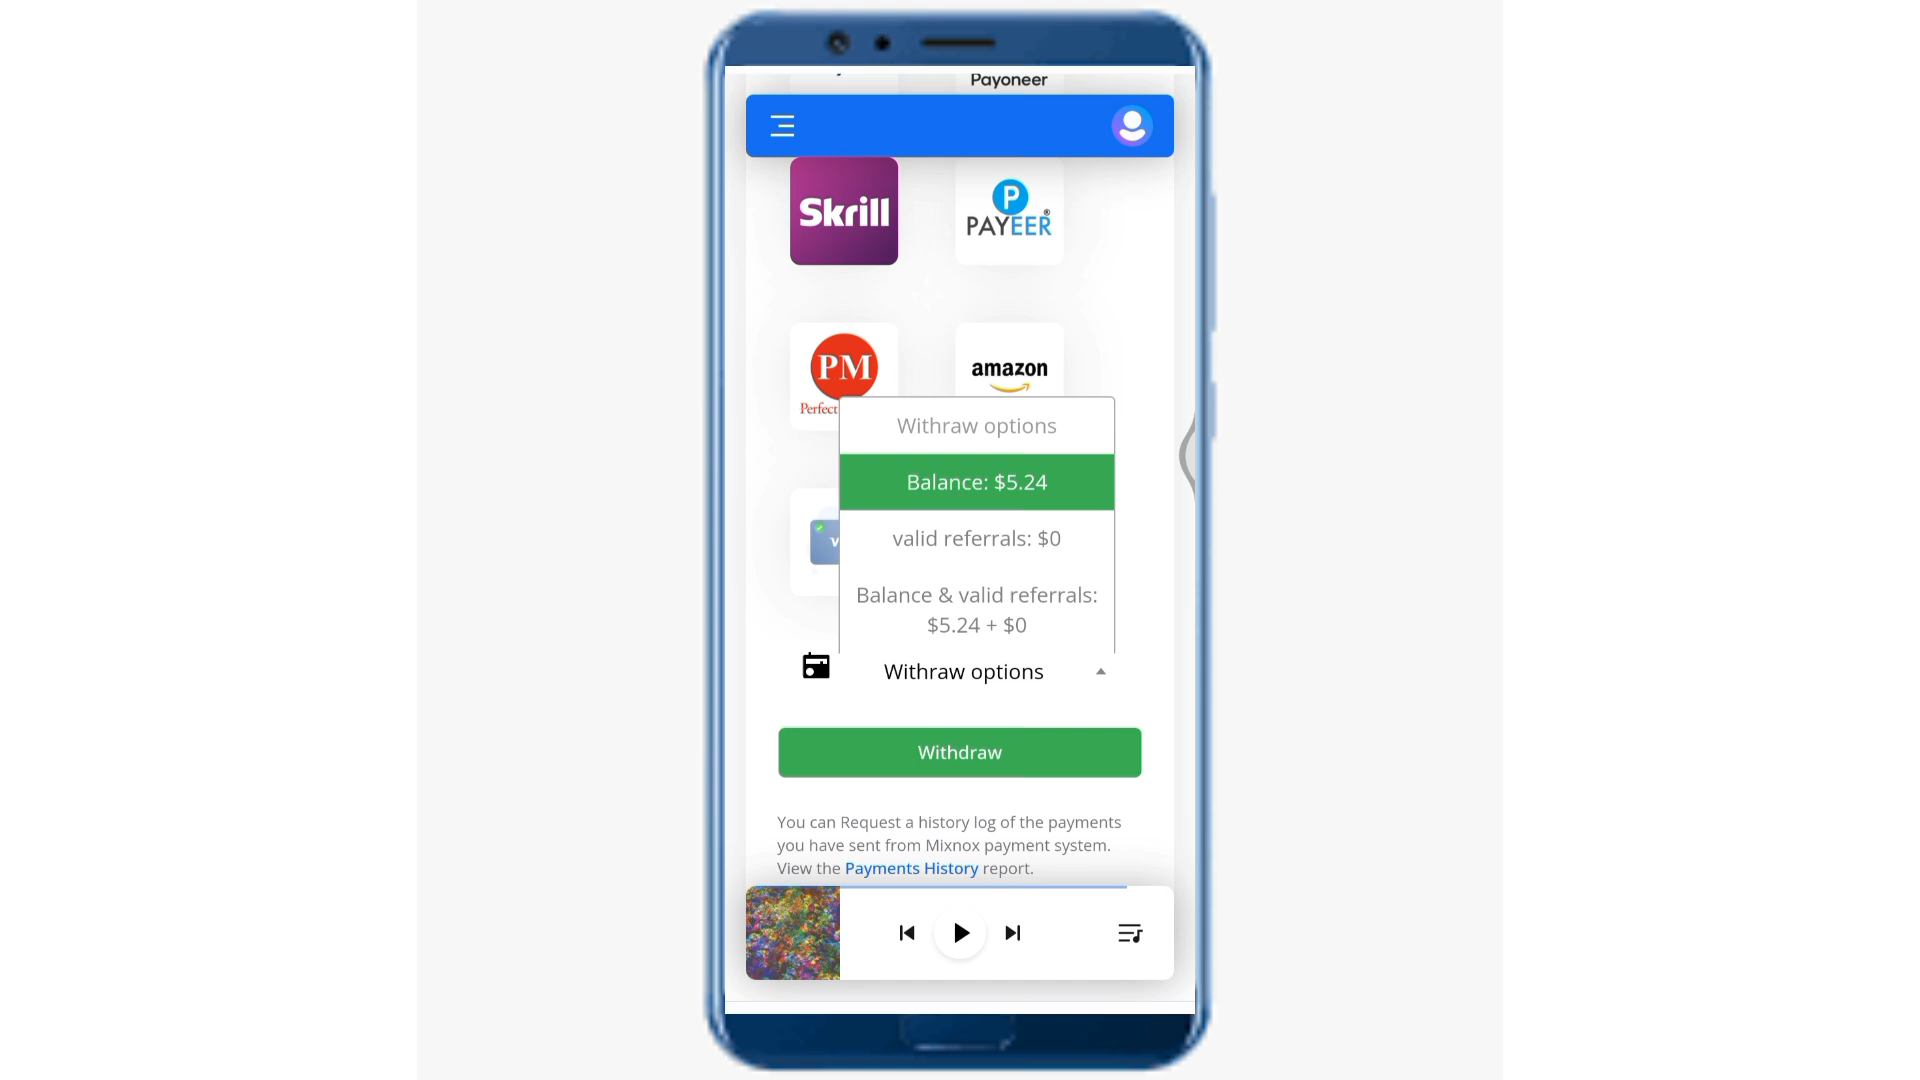 Payoneer
Skrill
P
PAYEER®
PM
Perfect
amazon
Withraw options
Balance: $5.24
valid referrals: $0
Balance & valid referrals:
$5.24 + $0
Withraw options
Withdraw
You can Request a history log of the payments
you have sent from Mixnox payment system.
View the Payments History report.